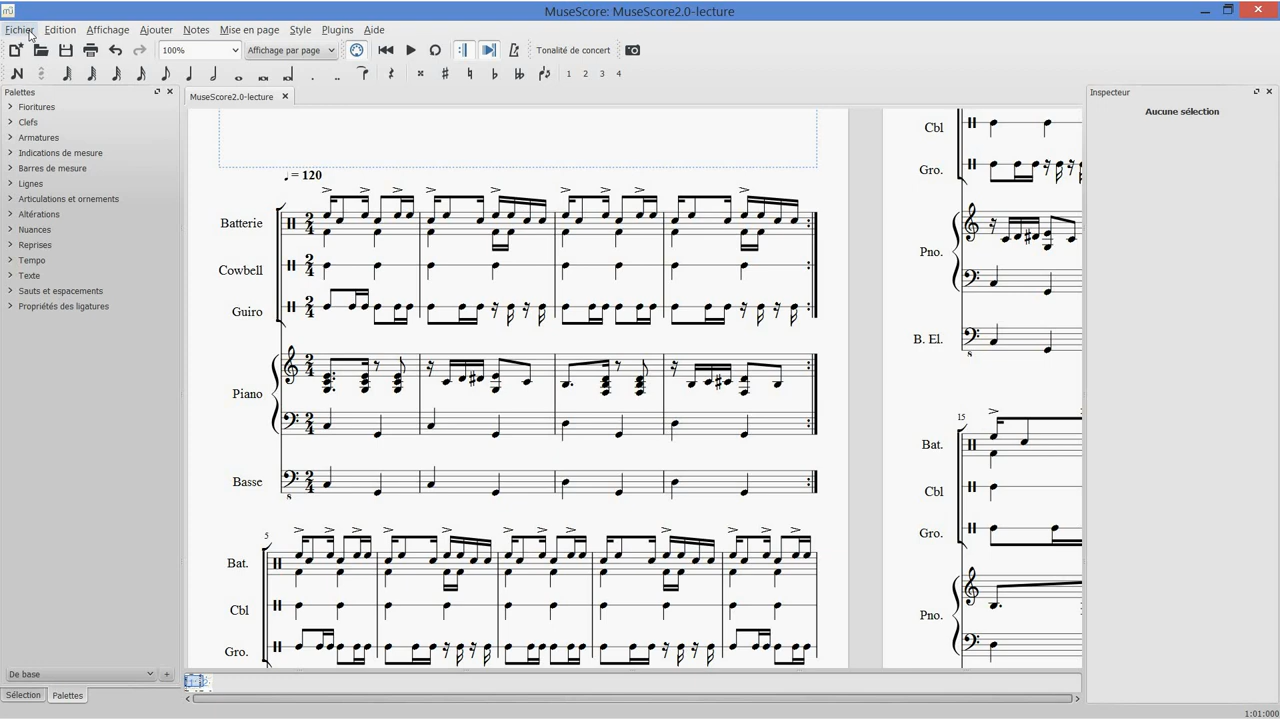 MuseScore: MuseScore2.0-lecture
Fichier Edition Affichage Ajouter Notes Mise en page Style Plugins Aide
100% Affichage par page Tonalité de concert
1 2 3 4
Palettes
Fioritures
Clefs
Armatures
Indications de mesure
Barres de mesure
Lignes
Articulations et ornements
Altérations
Nuances
Reprises
Tempo
Texte
Sauts et espacements
Propriétés des ligatures
De base
Sélection Palettes
MuseScore2.0-lecture
= 120
Batterie
Cowbell
Guiro
Piano
Basse
5
Bat.
Cbl
Gro.
Cbl
Gro.
Pno.
B. El.
15
Bat.
Cbl
Gro.
Pno.
Inspecteur
Aucune sélection
1:01:000